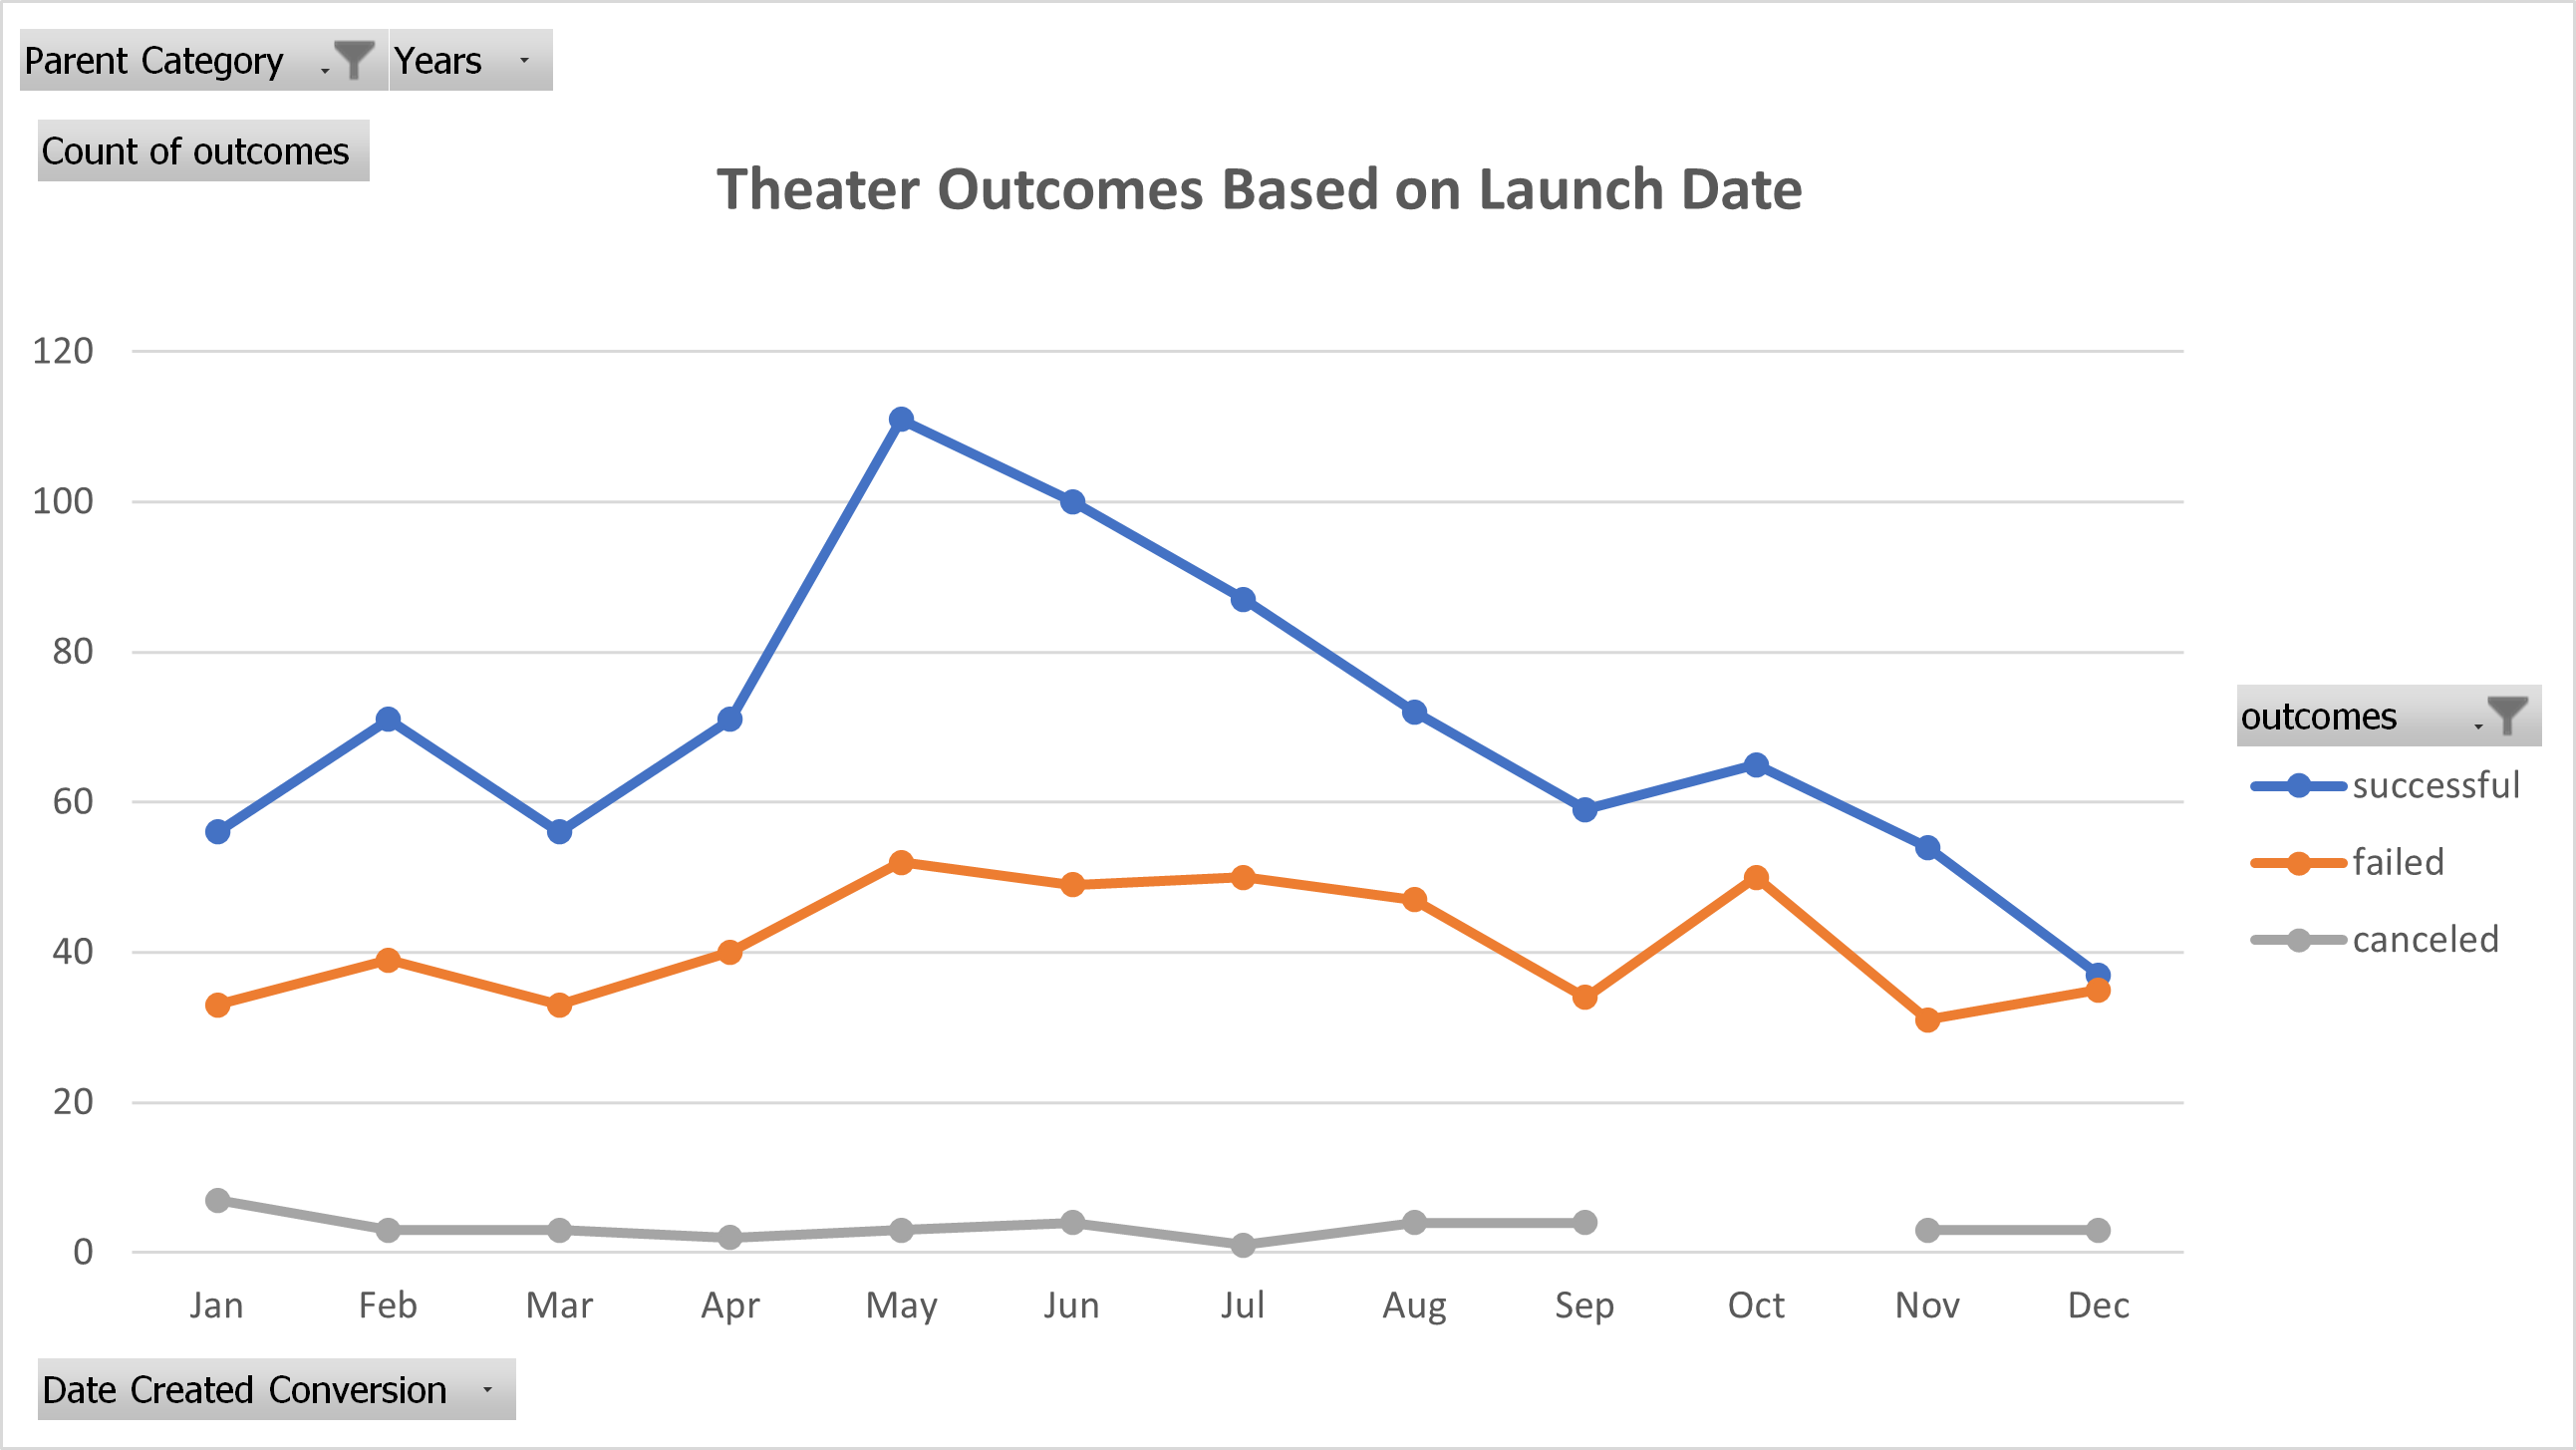 Parent Category Years
Count of outcomes
Theater Outcomes Based on Launch Date
120
100
80
60
40
20
0
outcomes
successful
failed
canceled
Jan Feb Mar Apr May Jun Jul Aug Sep Oct Nov Dec
Date Created Conversion